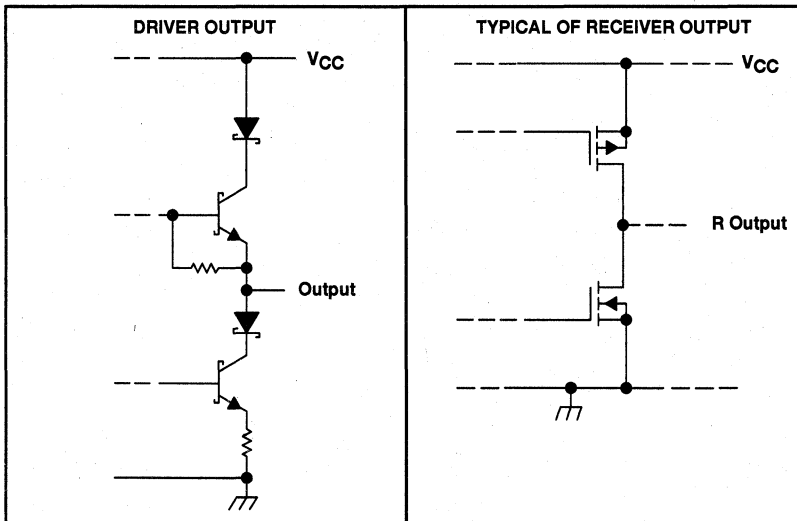 DRIVER OUTPUT
VCC
Output
TYPICAL OF RECEIVER OUTPUT
VCC
R Output